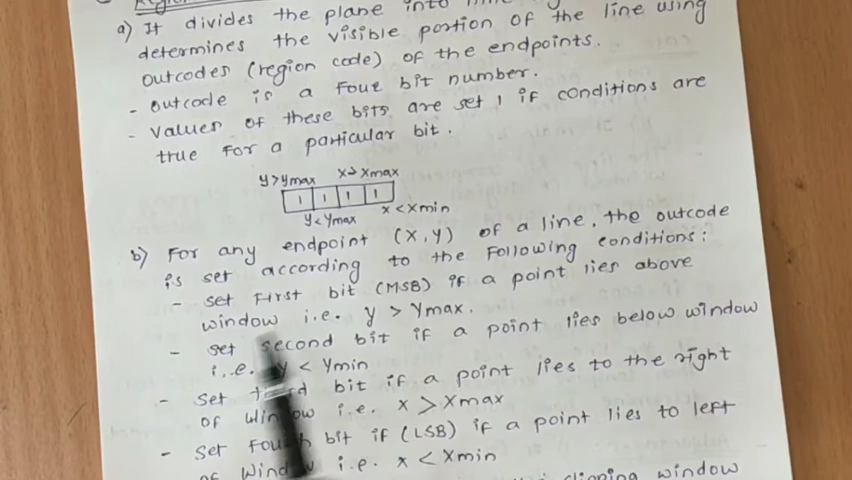 a) It divides the plane into
determines the visible portion of the line using
outcodes (region code) of the endpoints.
- outcode is a four bit number.
- values of these bits are set 1 if conditions are
true for a particular bit.
y>ymax x>xmax
1 1 1 1
y<ymax x<xmin
b) For any endpoint (x,y) of a line, the outcode
is set according to the following conditions:
- set first bit (MSB) if a point lies above
window i.e. y > ymax.
- set second bit if a point lies below window
i.e. y < ymin
- set third bit if a point lies to the right
of window i.e. x > xmax
- set fourth bit if (LSB) if a point lies to left
of window i.e. x < xmin
clipping window